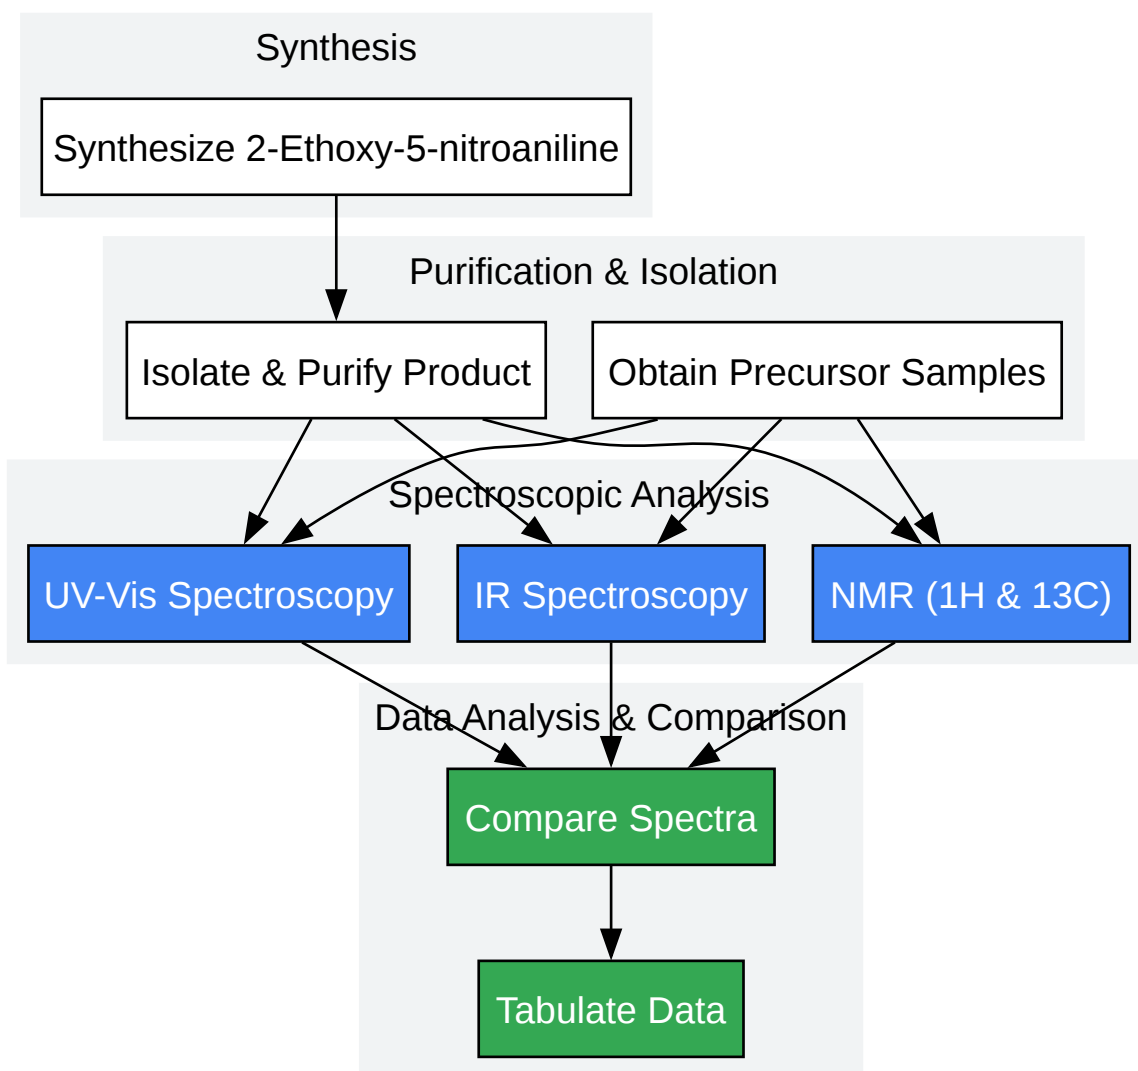 Synthesis
Synthesize 2-Ethoxy-5-nitroaniline
Purification & Isolation
Isolate & Purify Product
Obtain Precursor Samples
Spectroscopic Analysis
UV-Vis Spectroscopy
IR Spectroscopy
NMR (1H & 13C)
Data Analysis & Comparison
Compare Spectra
Tabulate Data